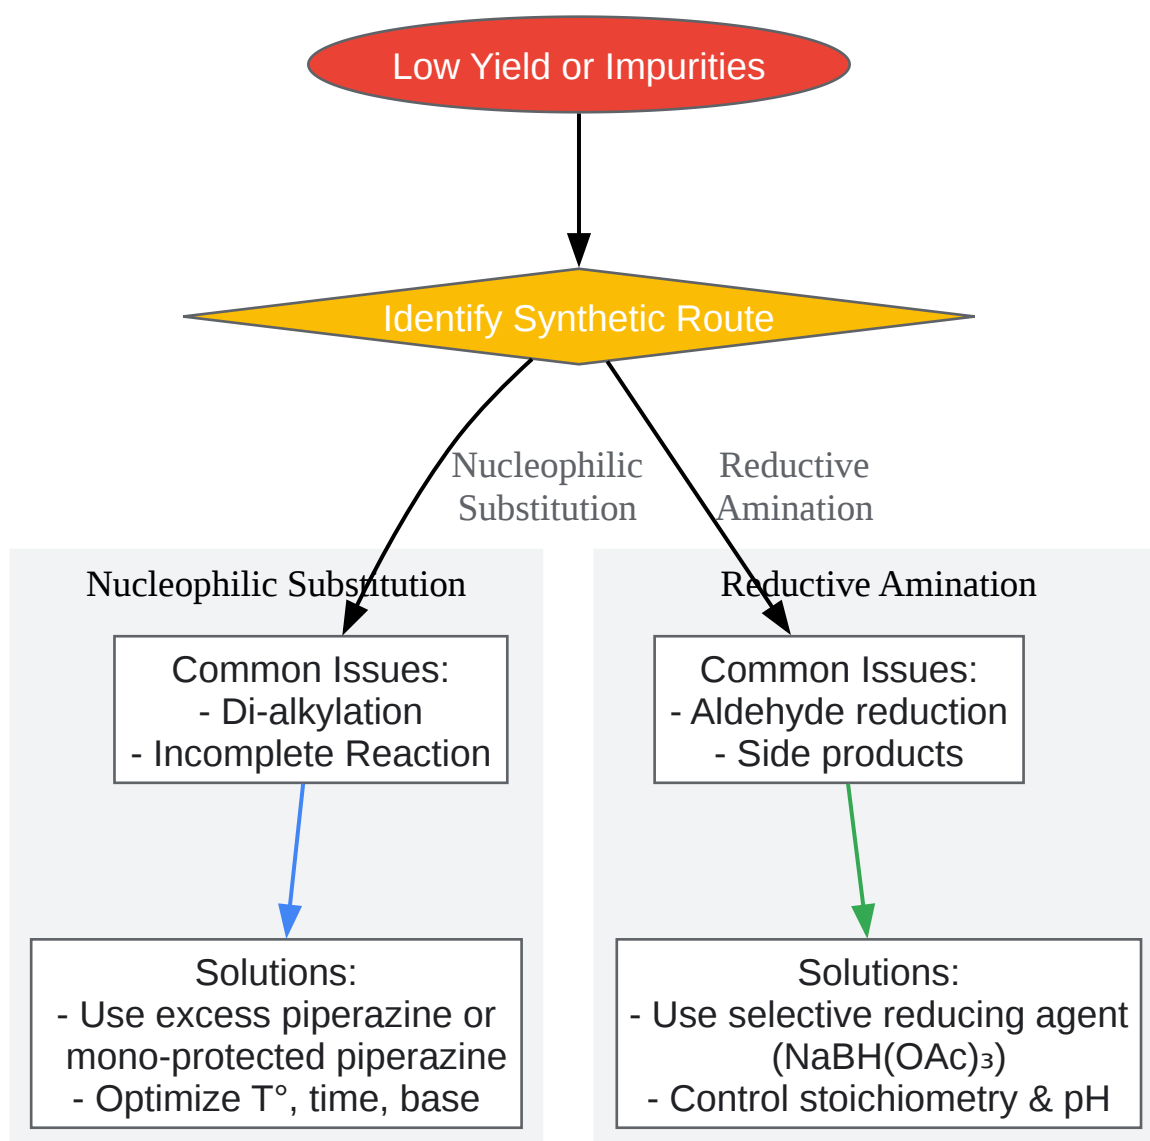 Low Yield or Impurities
Identify Synthetic Route
Nucleophilic
Substitution
Reductive
Amination
Nucleophilic Substitution
Common Issues:
- Di-alkylation
- Incomplete Reaction
Solutions:
- Use excess piperazine or
mono-protected piperazine
- Optimize T°, time, base
Reductive Amination
Common Issues:
- Aldehyde reduction
- Side products
Solutions:
- Use selective reducing agent
(NaBH(OAc)₃)
- Control stoichiometry & pH